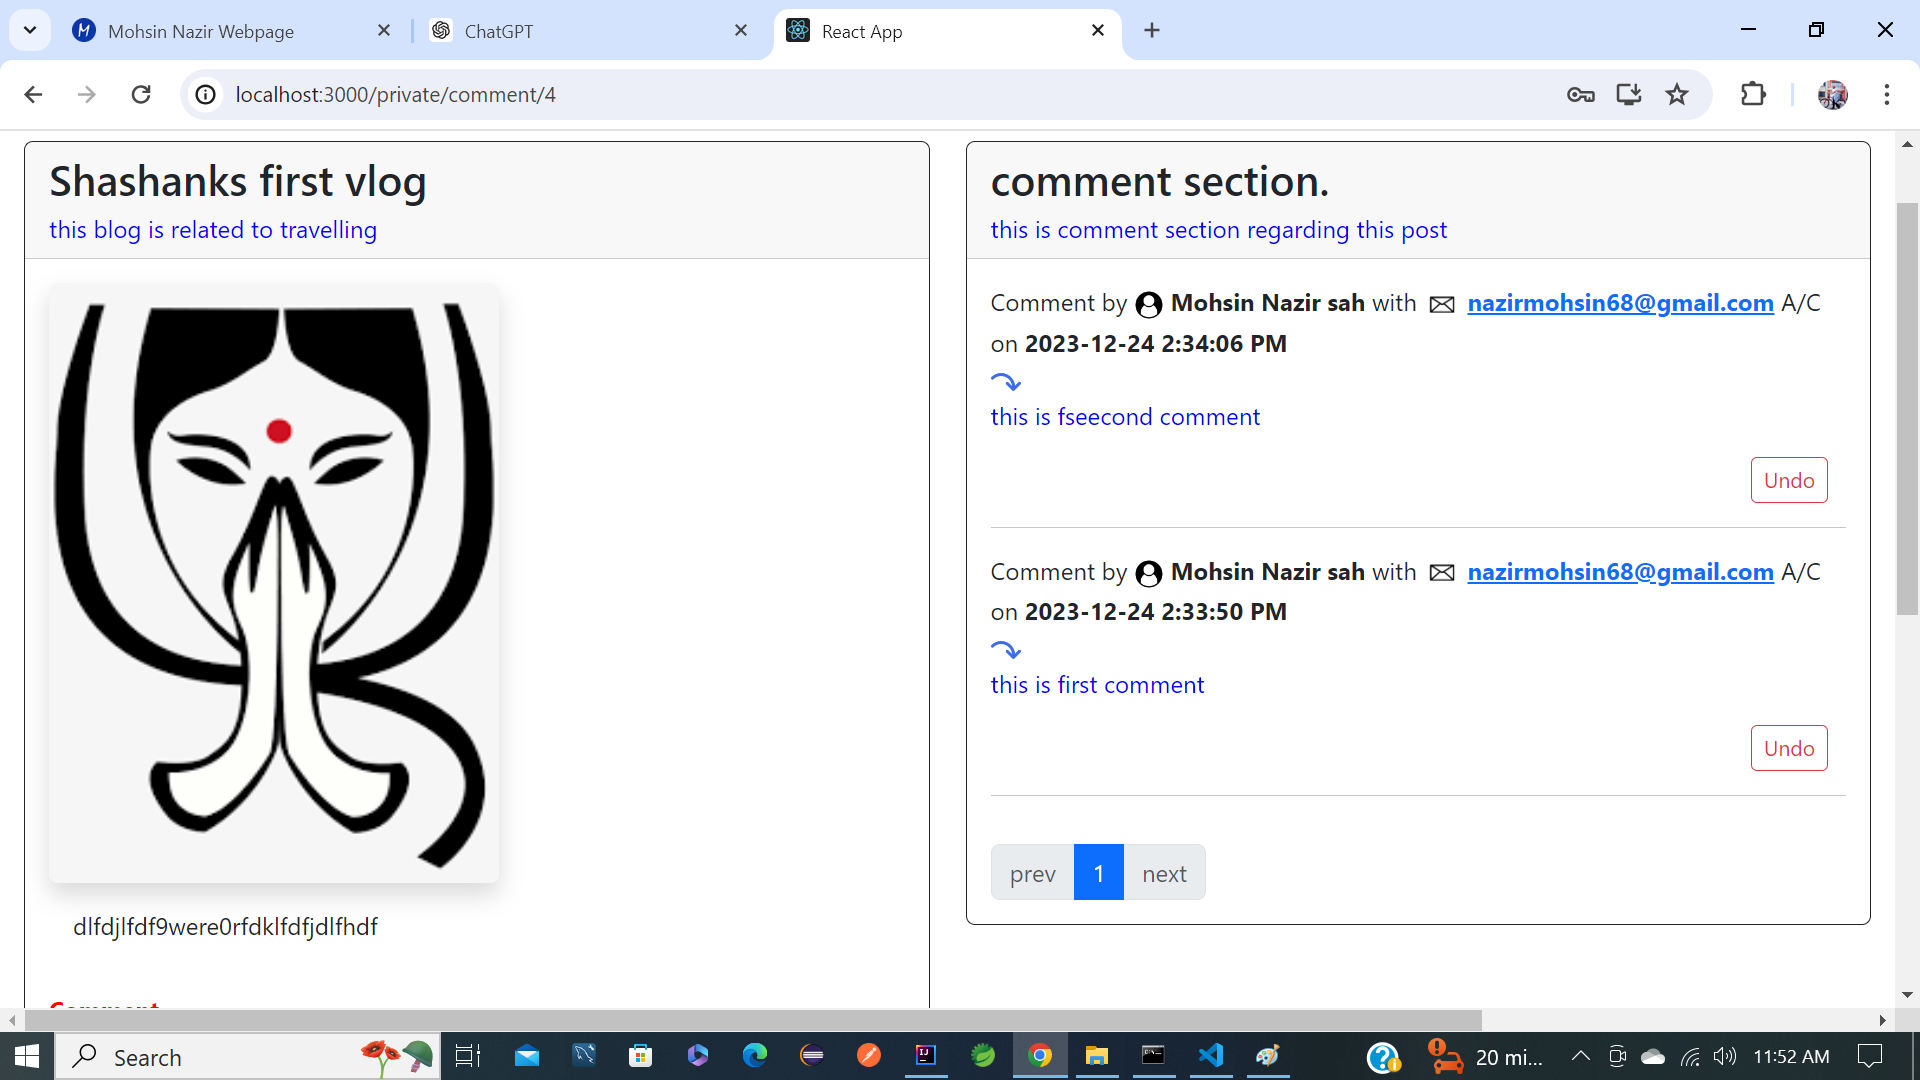 Mohsin Nazir Webpage
ChatGPT
React App
localhost:3000/private/comment/4
Shashanks first vlog
this blog is related to travelling
dlfdjlfdf9were0rfdklfdfjdlfhdf
comment section.
this is comment section regarding this post
Comment by Mohsin Nazir sah with nazirmohsin68@gmail.com A/C
on 2023-12-24 2:34:06 PM
this is fseecond comment
Undo
Comment by Mohsin Nazir sah with nazirmohsin68@gmail.com A/C
on 2023-12-24 2:33:50 PM
this is first comment
Undo
prev 1 next
Search
20 mi...
11:52 AM